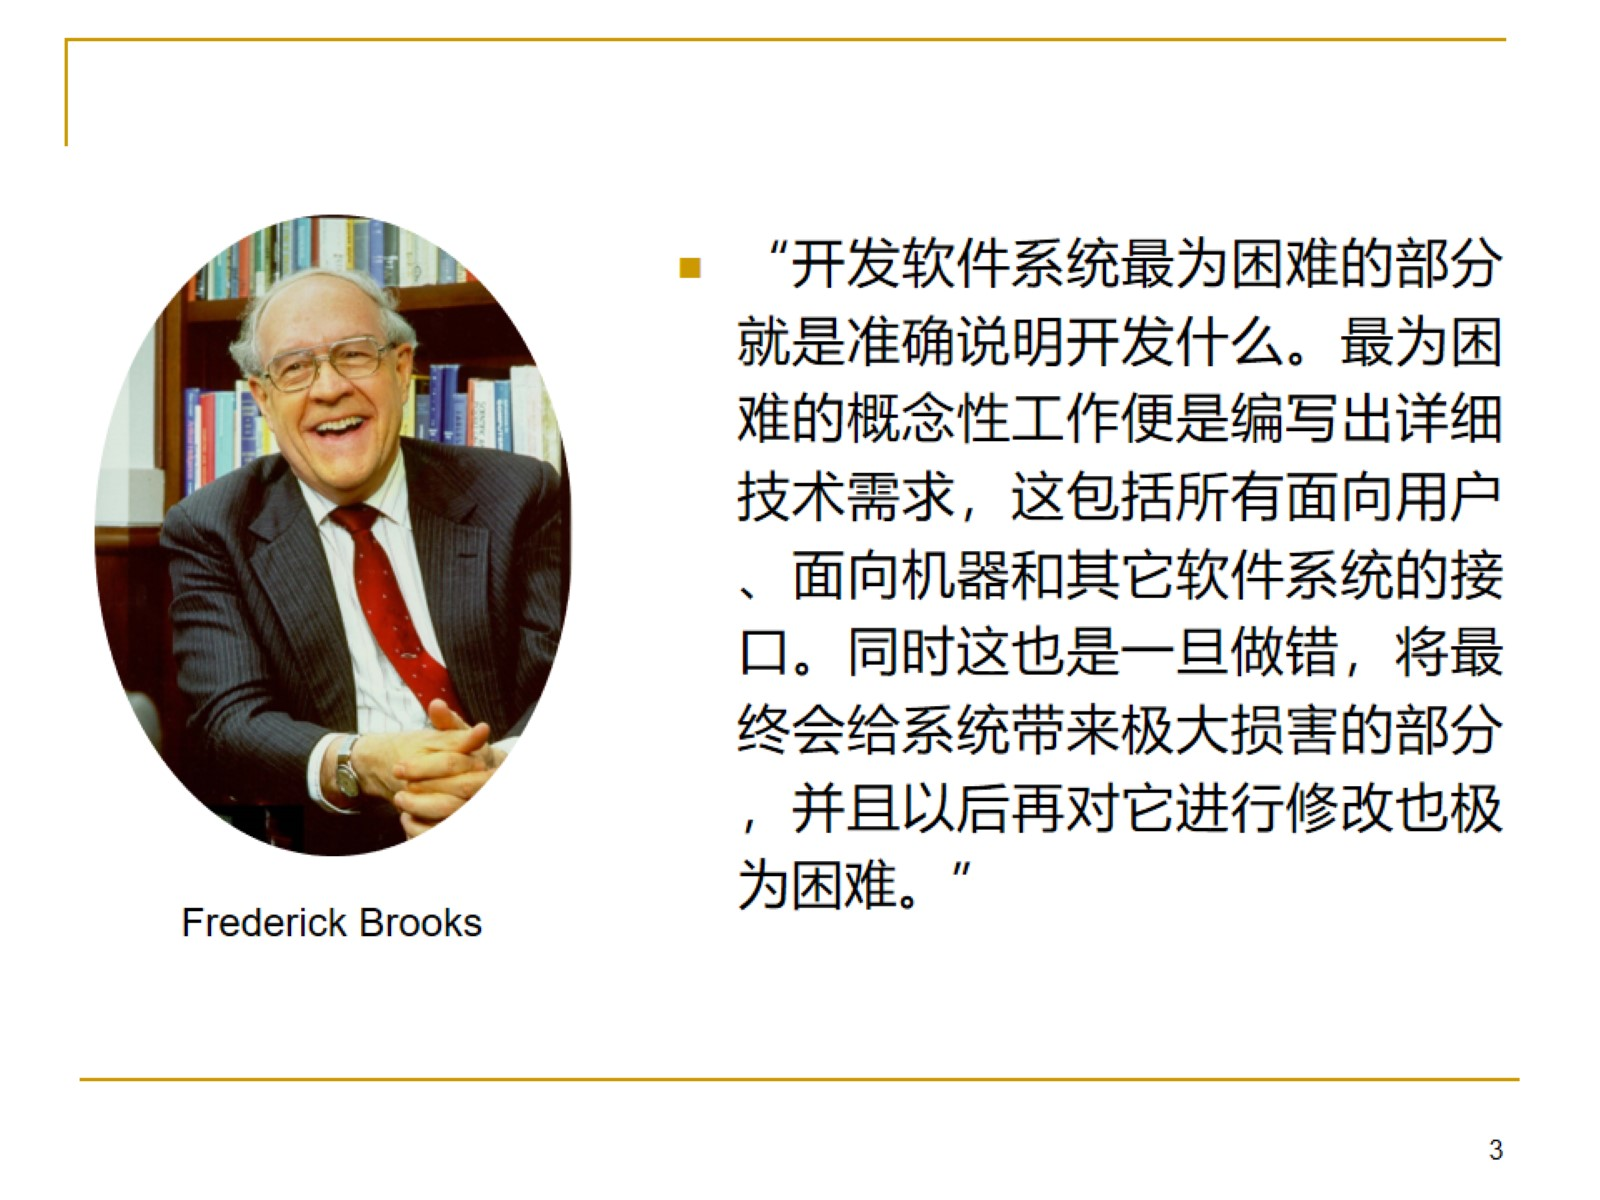 “开发软件系统最为困难的部分
就是准确说明开发什么。最为困
难的概念性工作便是编写出详细
技术需求，这包括所有面向用户
、面向机器和其它软件系统的接
口。同时这也是一旦做错，将最
终会给系统带来极大损害的部分
，并且以后再对它进行修改也极
为困难。”
Frederick Brooks
3